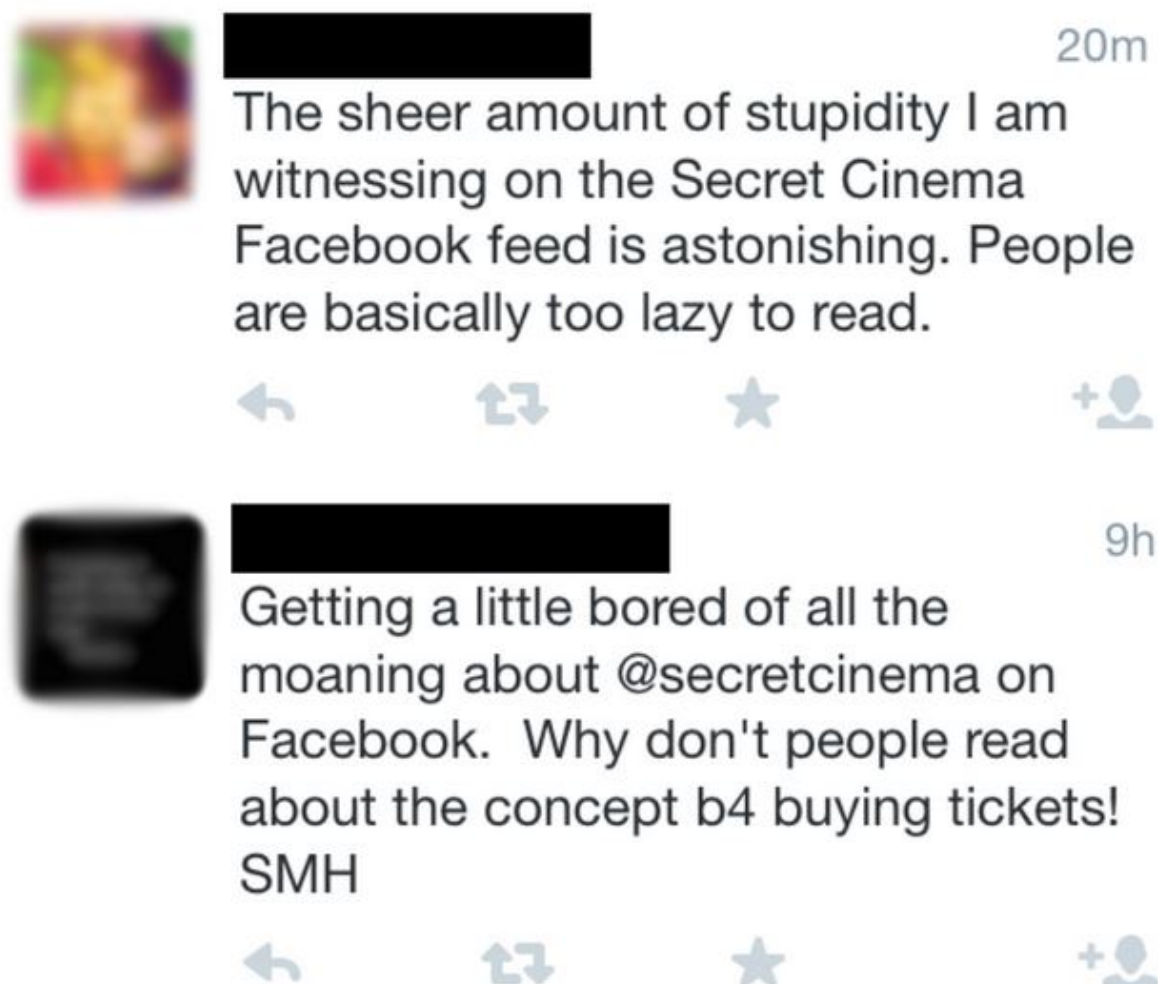 20m
The sheer amount of stupidity I am
witnessing on the Secret Cinema
Facebook feed is astonishing. People
are basically too lazy to read.
9h
Getting a little bored of all the
moaning about @secretcinema on
Facebook.  Why don't people read
about the concept b4 buying tickets!
SMH